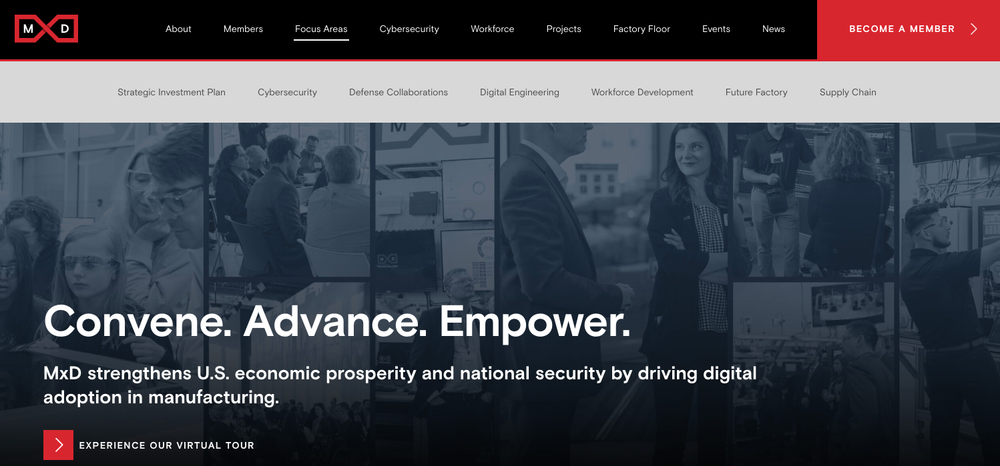 M D
About Members Focus Areas Cybersecurity Workforce Projects Factory Floor Events News BECOME A MEMBER
Strategic Investment Plan Cybersecurity Defense Collaborations Digital Engineering Workforce Development Future Factory Supply Chain
M D
Convene. Advance. Empower.
MxD strengthens U.S. economic prosperity and national security by driving digital
adoption in manufacturing.
EXPERIENCE OUR VIRTUAL TOUR